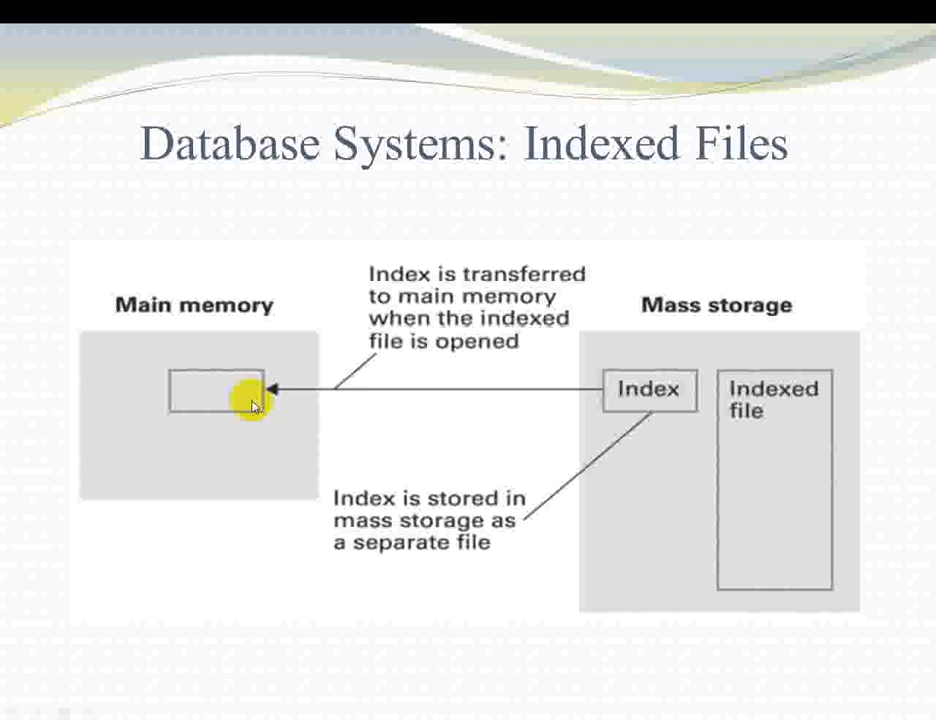 Database Systems: Indexed Files
Index is transferred
to main memory
when the indexed
file is opened
Main memory
Mass storage
Index
Indexed
file
Index is stored in
mass storage as
a separate file